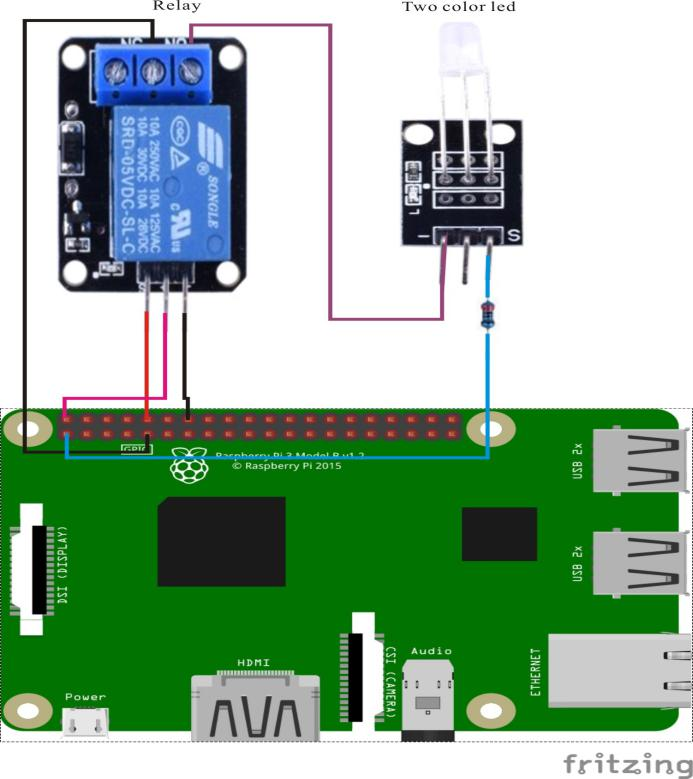 Relay
Two color led
NO
SONGLE
10A 250VAC 10A 125VAC
10A 30VDC 10A 28VDC
SRD-05VDC-SL-C
S
L
Raspberry Pi 3 Model B v1.2
© Raspberry Pi 2015
USB 2x
USB 2x
DSI (DISPLAY)
HDMI
CSI (CAMERA)
Audio
ETHERNET
Power
fritzing